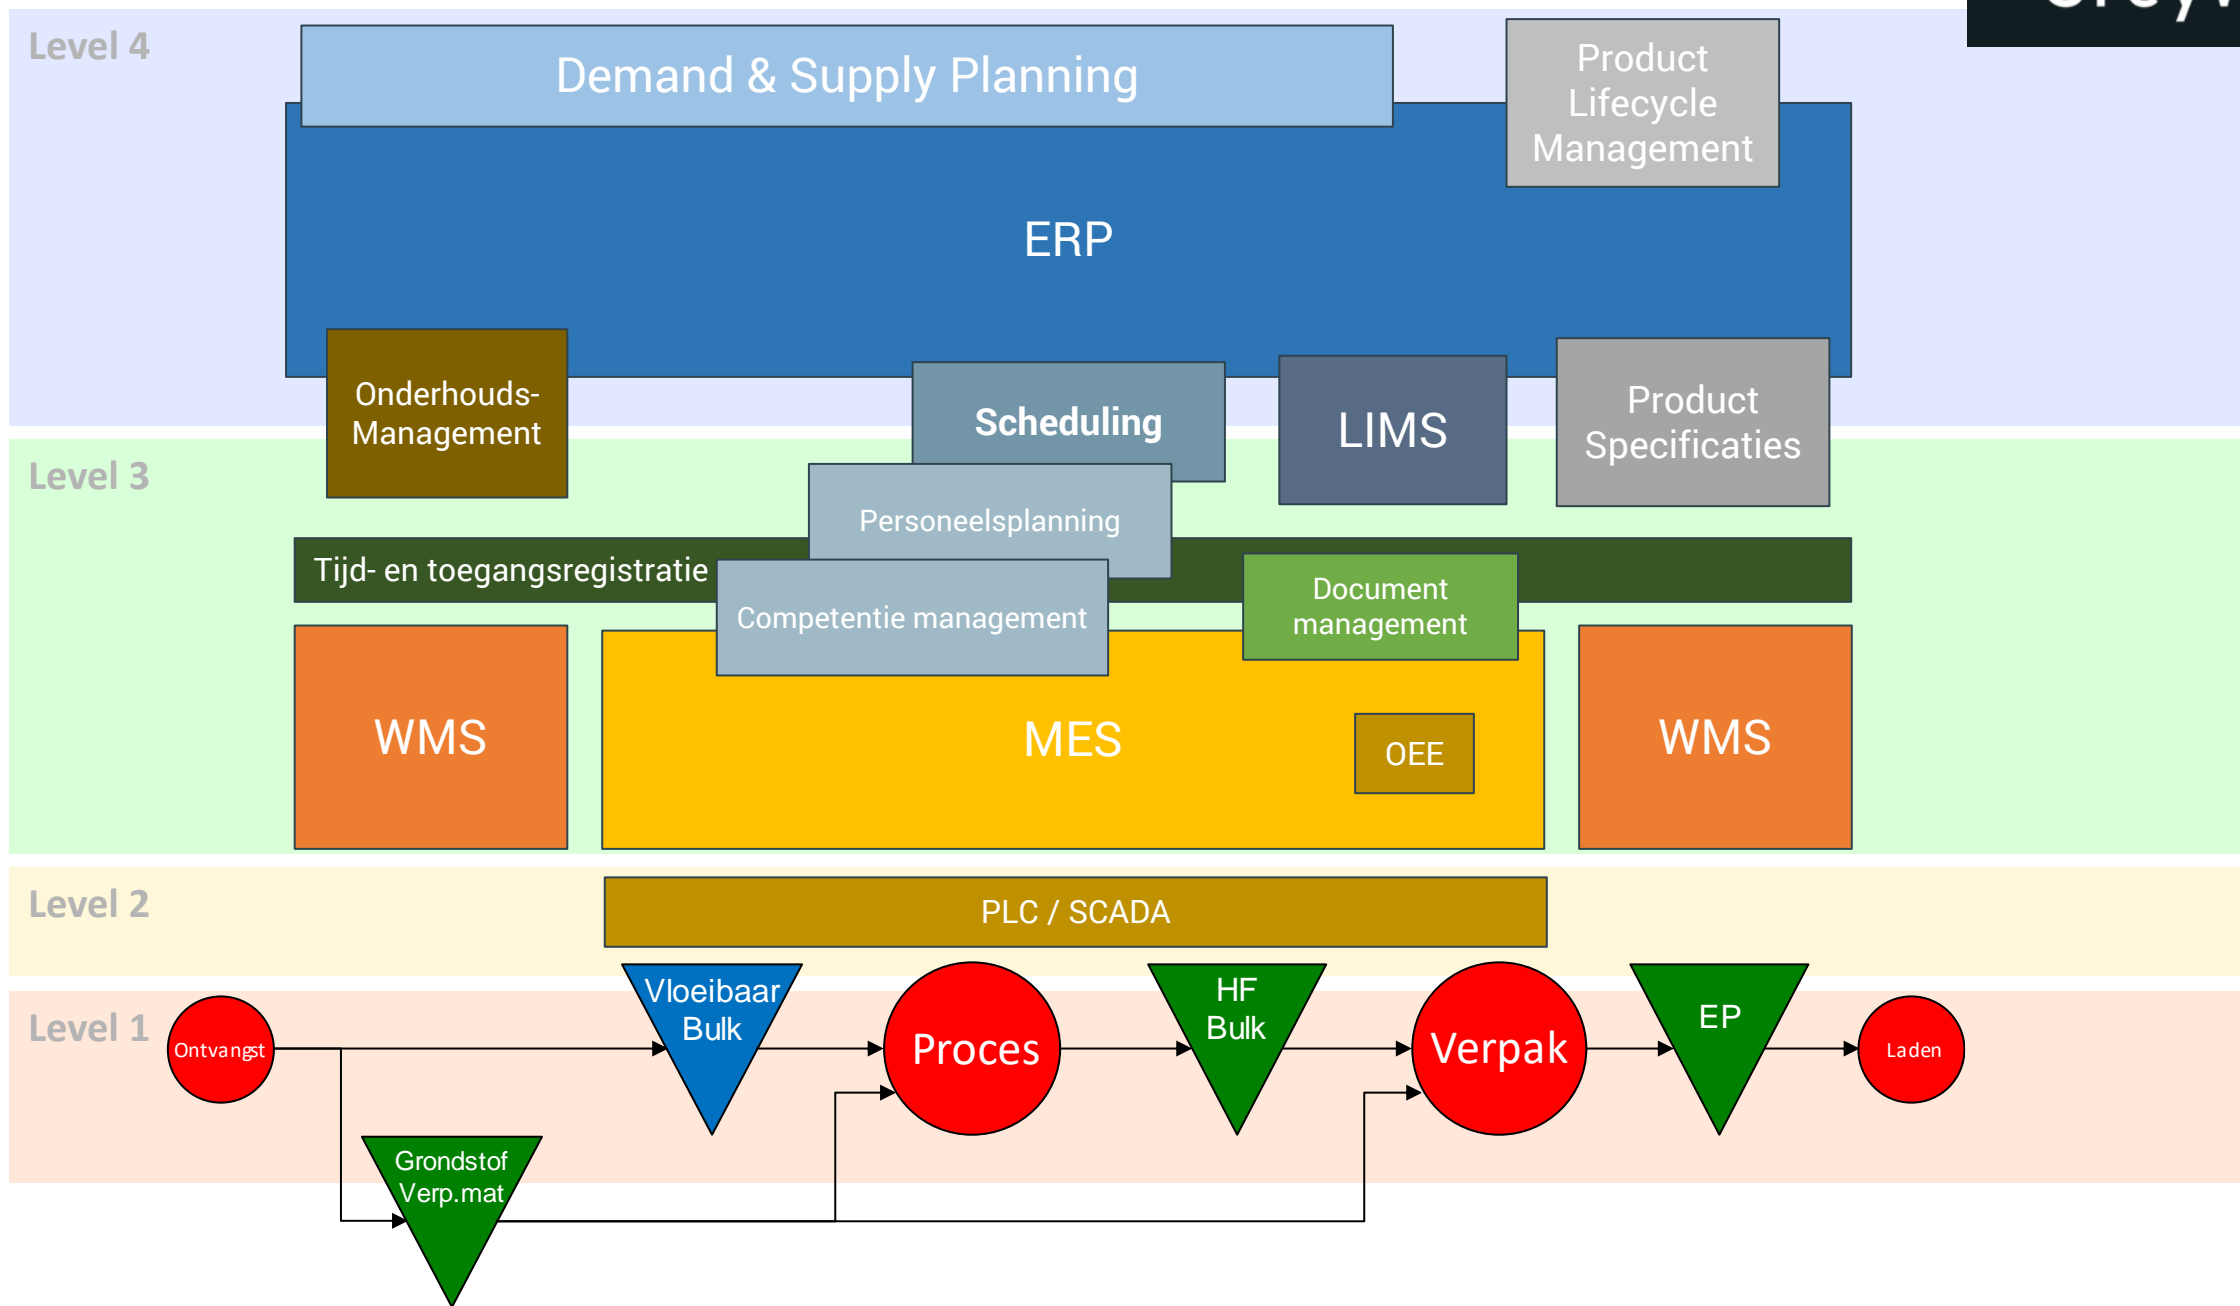 Level 4
Demand & Supply Planning
Product
Lifecycle
Management
ERP
Onderhouds-
Management
Scheduling
LIMS
Product
Specificaties
Level 3
Personeelsplanning
Tijd- en toegangsregistratie
Competentie management
Document
management
WMS
MES
OEE
WMS
Level 2
PLC / SCADA
Level 1
Ontvangst
Vloeibaar
Bulk
Proces
HF
Bulk
Verpak
EP
Laden
Grondstof
Verp.mat